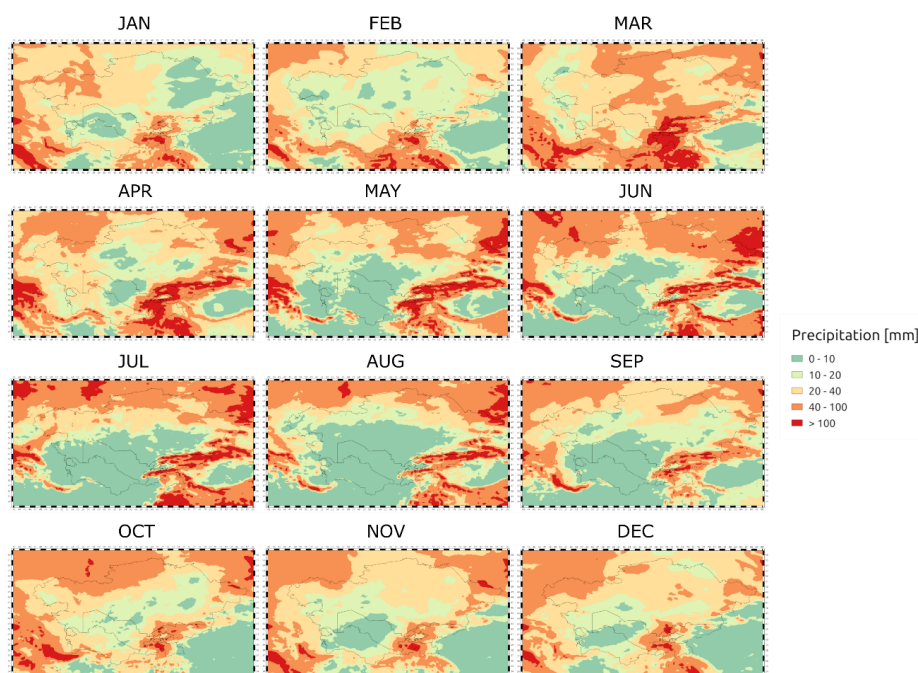 JAN
FEB
MAR
APR
MAY
JUN
JUL
AUG
SEP
OCT
NOV
DEC
Precipitation [mm]
0 - 10
10 - 20
20 - 40
40 - 100
> 100